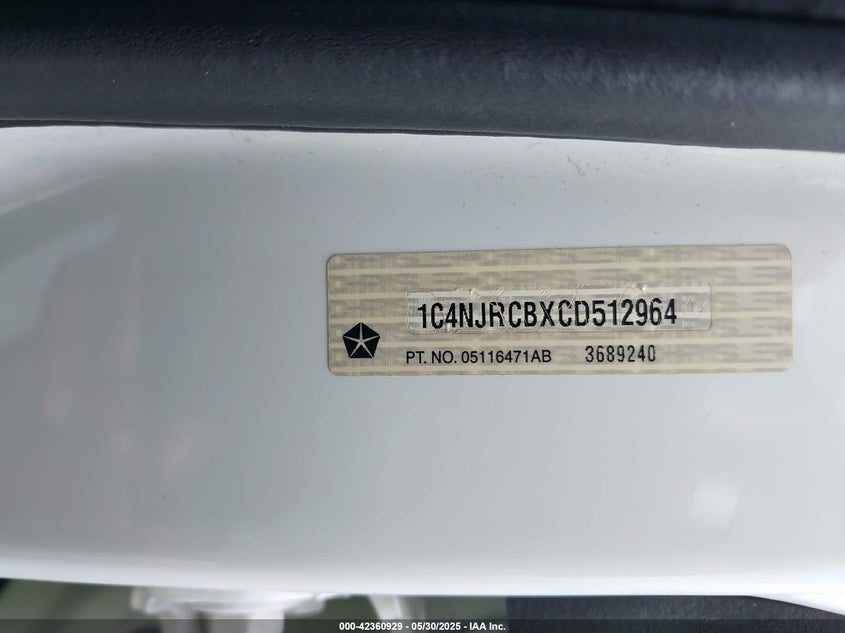 1C4NJRCBXCD512964
PT. NO. 05116471AB 3689240
000-42360929 - 05/30/2025 - IAA Inc.